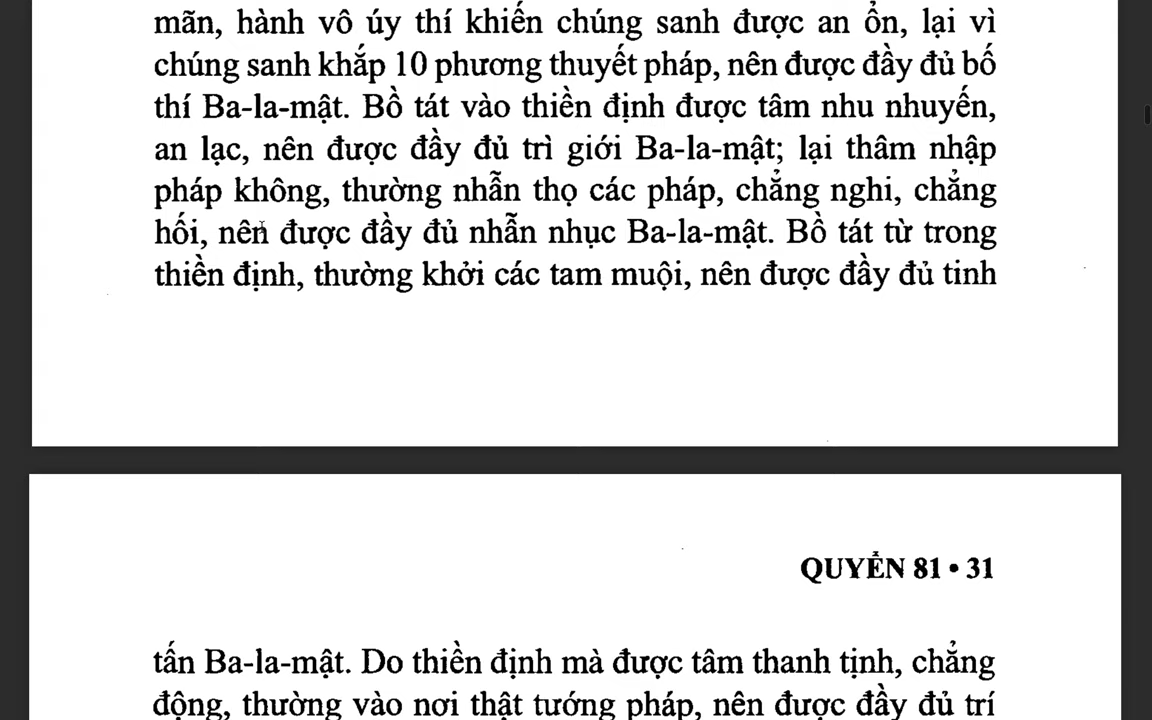 mãn, hành vô úy thí khiến chúng sanh được an ổn, lại vì
chúng sanh khắp 10 phương thuyết pháp, nên được đầy đủ bố
thí Ba-la-mật. Bồ tát vào thiền định được tâm nhu nhuyến,
an lạc, nên được đầy đủ trì giới Ba-la-mật; lại thâm nhập
pháp không, thường nhẫn thọ các pháp, chẳng nghi, chẳng
hối, nên được đầy đủ nhẫn nhục Ba-la-mật. Bồ tát từ trong
thiền định, thường khởi các tam muội, nên được đầy đủ tinh
QUYỂN 81 • 31
tấn Ba-la-mật. Do thiền định mà được tâm thanh tịnh, chẳng
động, thường vào nơi thật tướng pháp, nên được đầy đủ trí